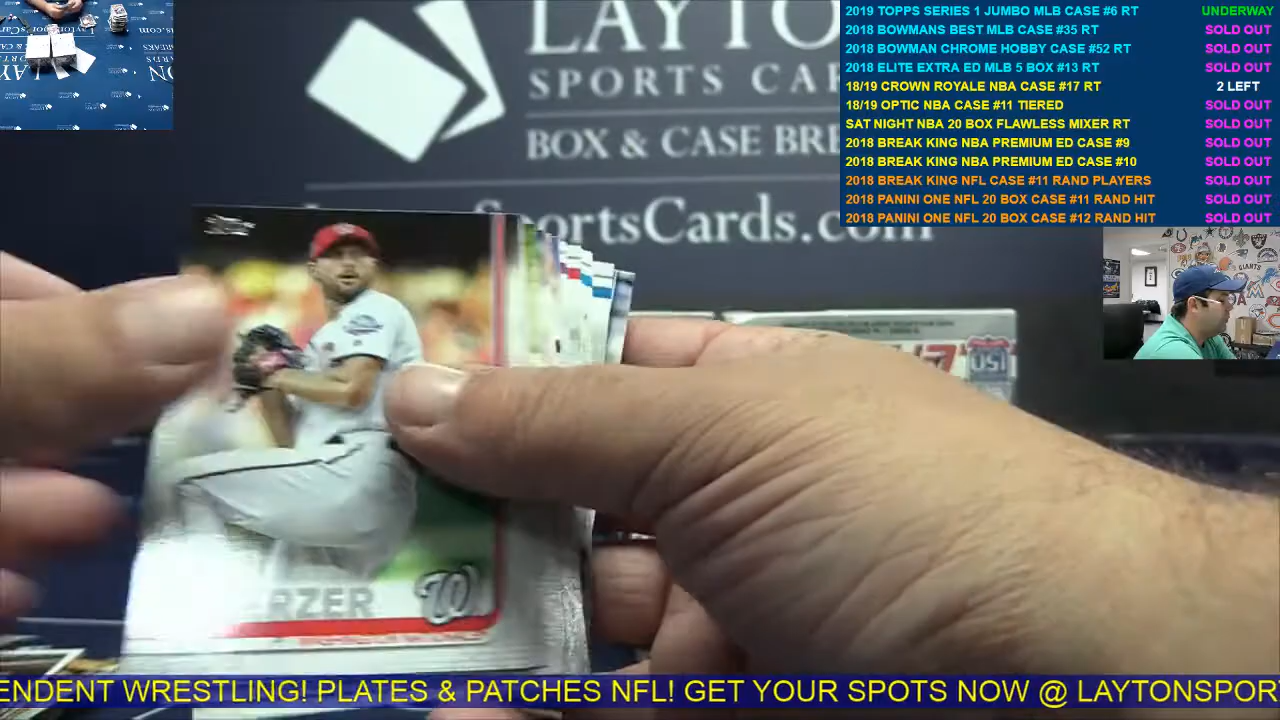 LAYTO
SPORTS CAR
BOX & CASE BRE
SportsCards.com
2019 TOPPS SERIES 1 JUMBO MLB CASE #6 RT UNDERWAY
2018 BOWMANS BEST MLB CASE #35 RT SOLD OUT
2018 BOWMAN CHROME HOBBY CASE #52 RT SOLD OUT
2018 ELITE EXTRA ED MLB 5 BOX #13 RT SOLD OUT
18/19 CROWN ROYALE NBA CASE #17 RT 2 LEFT
18/19 OPTIC NBA CASE #11 TIERED SOLD OUT
SAT NIGHT NBA 20 BOX FLAWLESS MIXER RT SOLD OUT
2018 BREAK KING NBA PREMIUM ED CASE #9 SOLD OUT
2018 BREAK KING NBA PREMIUM ED CASE #10 SOLD OUT
2018 BREAK KING NFL CASE #11 RAND PLAYERS SOLD OUT
2018 PANINI ONE NFL 20 BOX CASE #11 RAND HIT SOLD OUT
2018 PANINI ONE NFL 20 BOX CASE #12 RAND HIT SOLD OUT
GIANTS
RZER
W
ENDENT WRESTLING! PLATES & PATCHES NFL! GET YOUR SPOTS NOW @ LAYTONSPOR